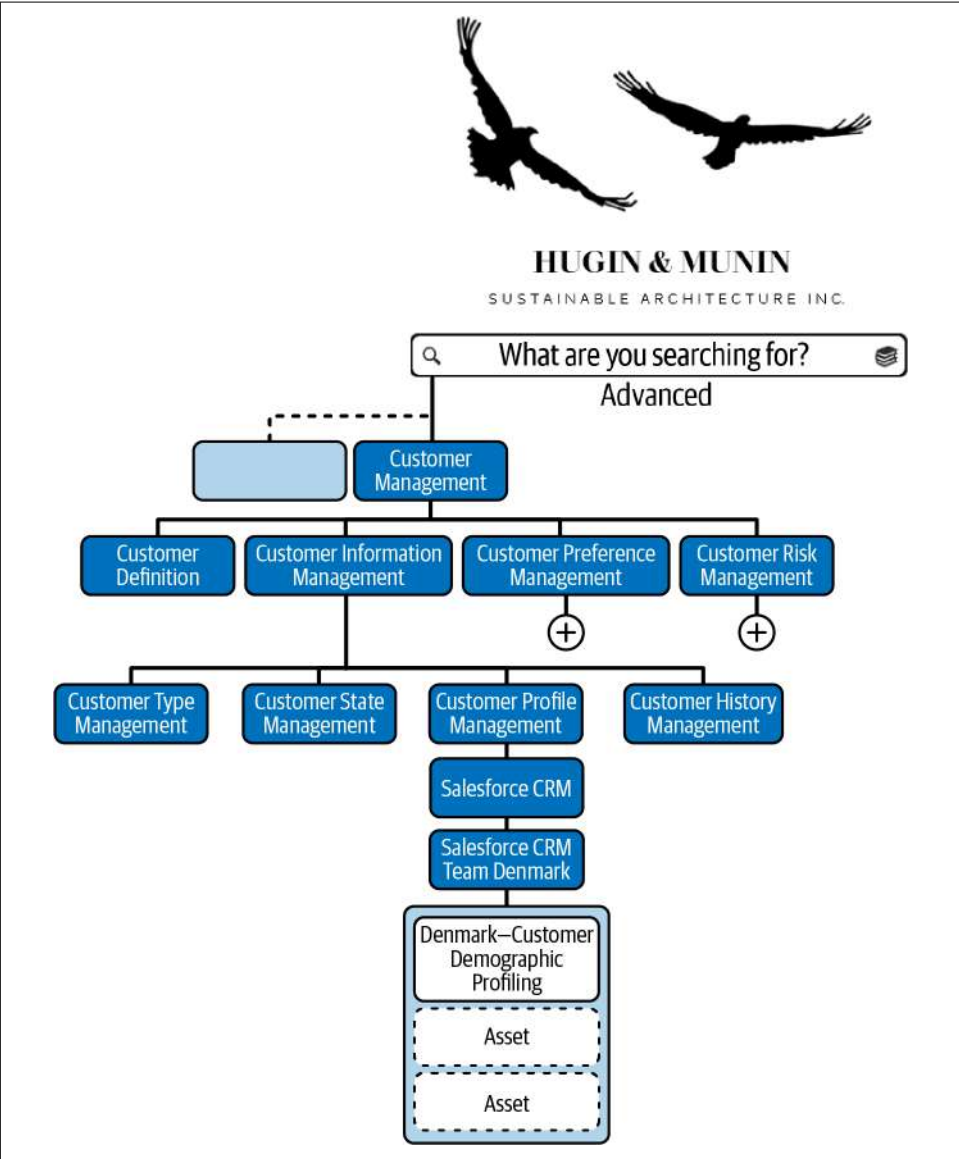 HUGIN & MUNIN
SUSTAINABLE ARCHITECTURE INC.
What are you searching for?
Advanced
Customer
Management
Customer
Definition
Customer Information
Management
Customer Preference
Management
Customer Risk
Management
Customer Type
Management
Customer State
Management
Customer Profile
Management
Customer History
Management
Salesforce CRM
Salesforce CRM
Team Denmark
Denmark—Customer
Demographic
Profiling
Asset
Asset